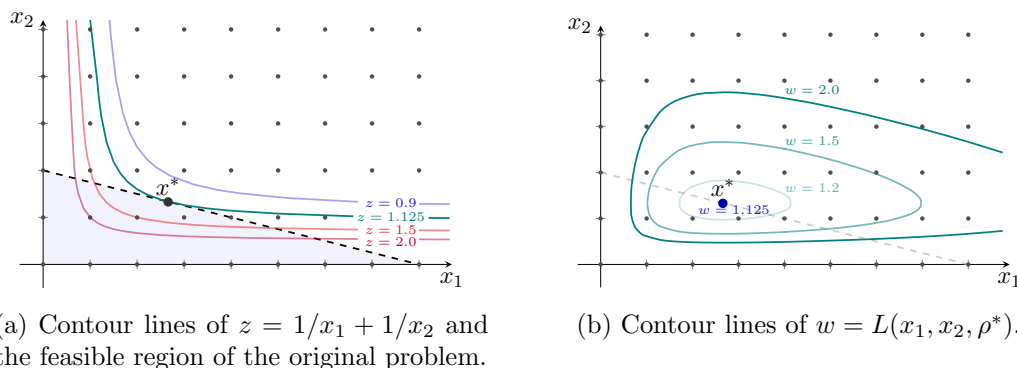 x₂
x*
z = 0.9
z = 1.125
z = 1.5
z = 2.0
x₁
(a) Contour lines of z = 1/x₁ + 1/x₂ and
the feasible region of the original problem.
x₂
w = 2.0
w = 1.5
w = 1.2
x*
w = 1.125
x₁
(b) Contour lines of w = L(x₁, x₂, ρ*).